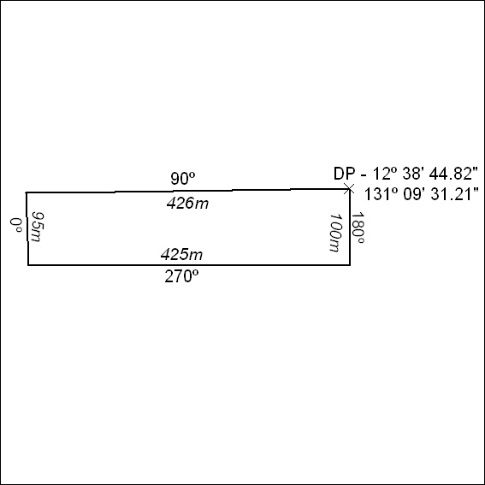 DP - 12º 38' 44.82"
131º 09' 31.21"
90º
426m
0º
95m
100m
180º
425m
270º